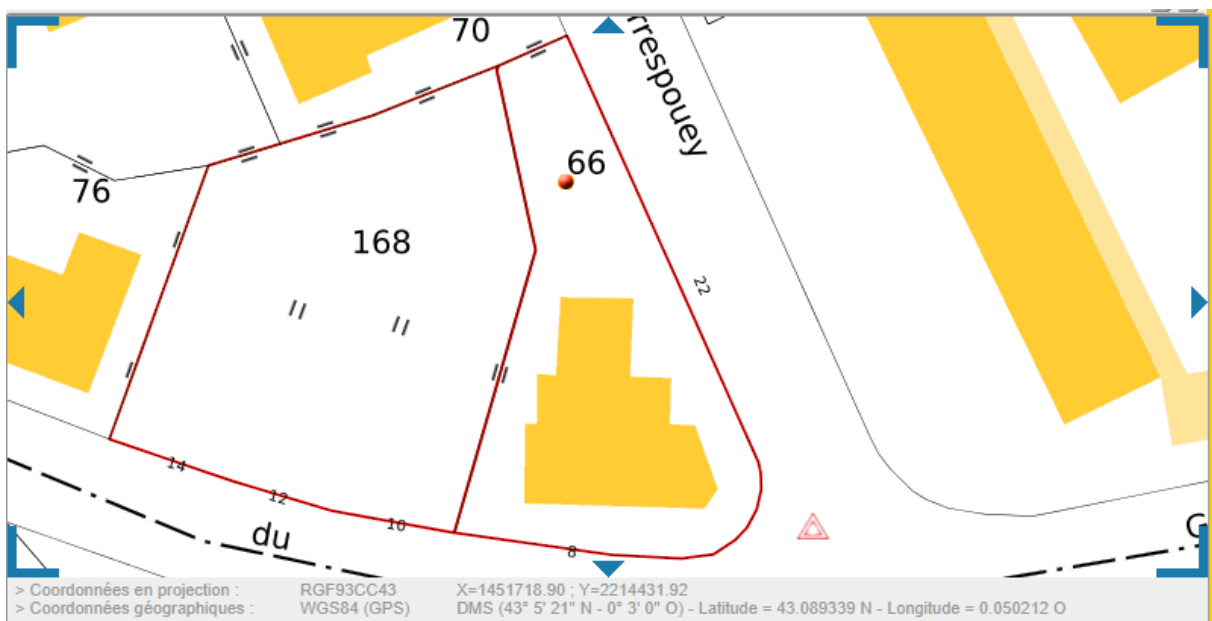 70
rrespouey
66
76
168
22
14
12
10
du
8
> Coordonnées en projection : RGF93CC43 X=1451718.90 ; Y=2214431.92
> Coordonnées géographiques : WGS84 (GPS) DMS (43° 5' 21" N - 0° 3' 0" O) - Latitude = 43.089339 N - Longitude = 0.050212 O